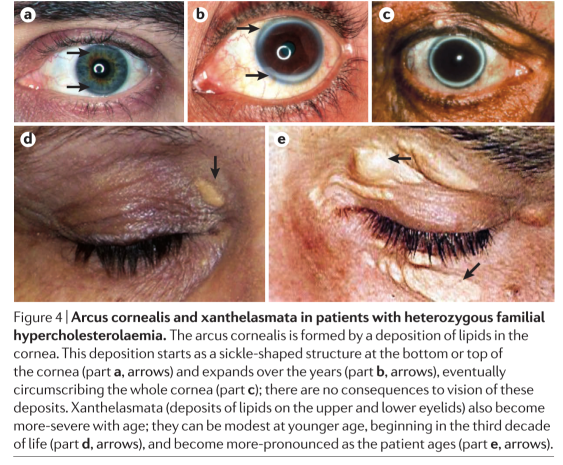 a
b
c
d
e
Figure 4 | Arcus cornealis and xanthelasmata in patients with heterozygous familial
hypercholesterolaemia. The arcus cornealis is formed by a deposition of lipids in the
cornea. This deposition starts as a sickle-shaped structure at the bottom or top of
the cornea (part a, arrows) and expands over the years (part b, arrows), eventually
circumscribing the whole cornea (part c); there are no consequences to vision of these
deposits. Xanthelasmata (deposits of lipids on the upper and lower eyelids) also become
more-severe with age; they can be modest at younger age, beginning in the third decade
of life (part d, arrows), and become more-pronounced as the patient ages (part e, arrows).